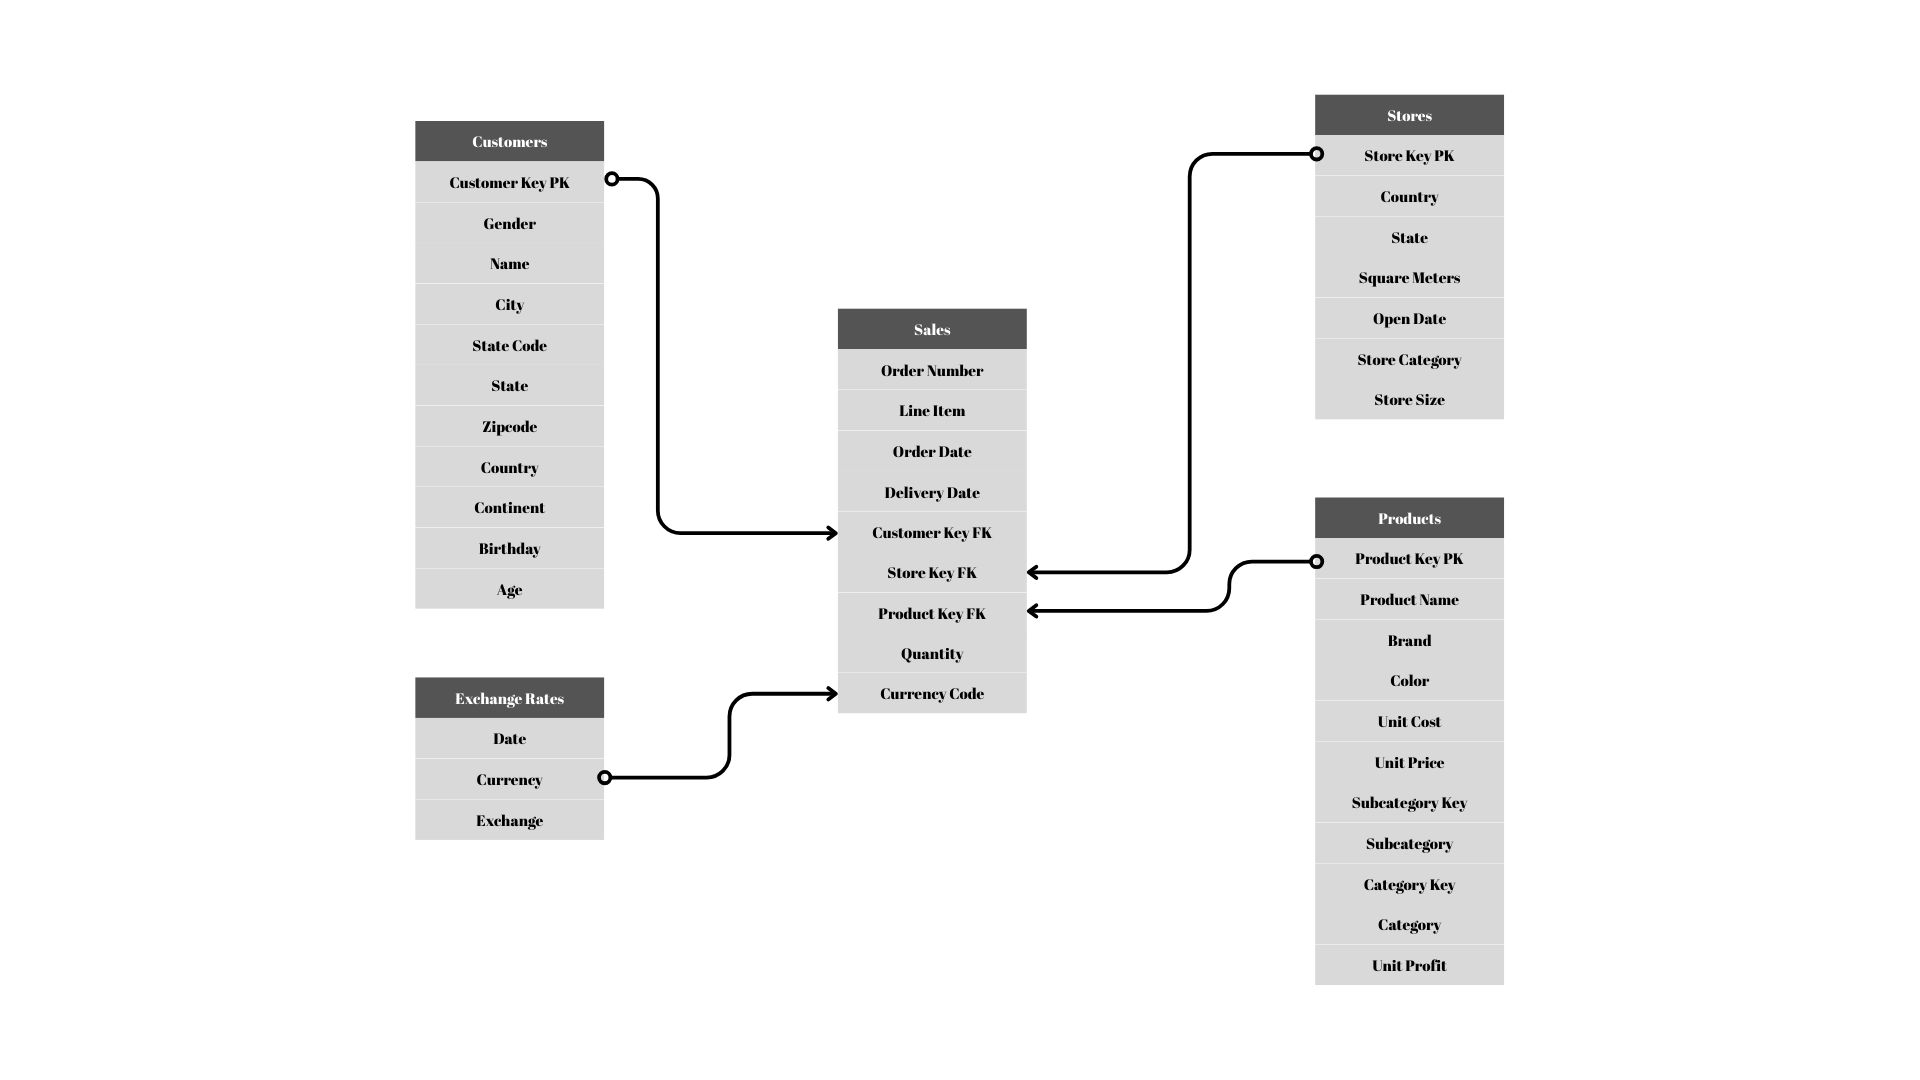 Customers
Customer Key PK
Gender
Name
City
State Code
State
Zipcode
Country
Continent
Birthday
Age
Exchange Rates
Date
Currency
Exchange
Sales
Order Number
Line Item
Order Date
Delivery Date
Customer Key FK
Store Key FK
Product Key FK
Quantity
Currency Code
Stores
Store Key PK
Country
State
Square Meters
Open Date
Store Category
Store Size
Products
Product Key PK
Product Name
Brand
Color
Unit Cost
Unit Price
Subcategory Key
Subcategory
Category Key
Category
Unit Profit